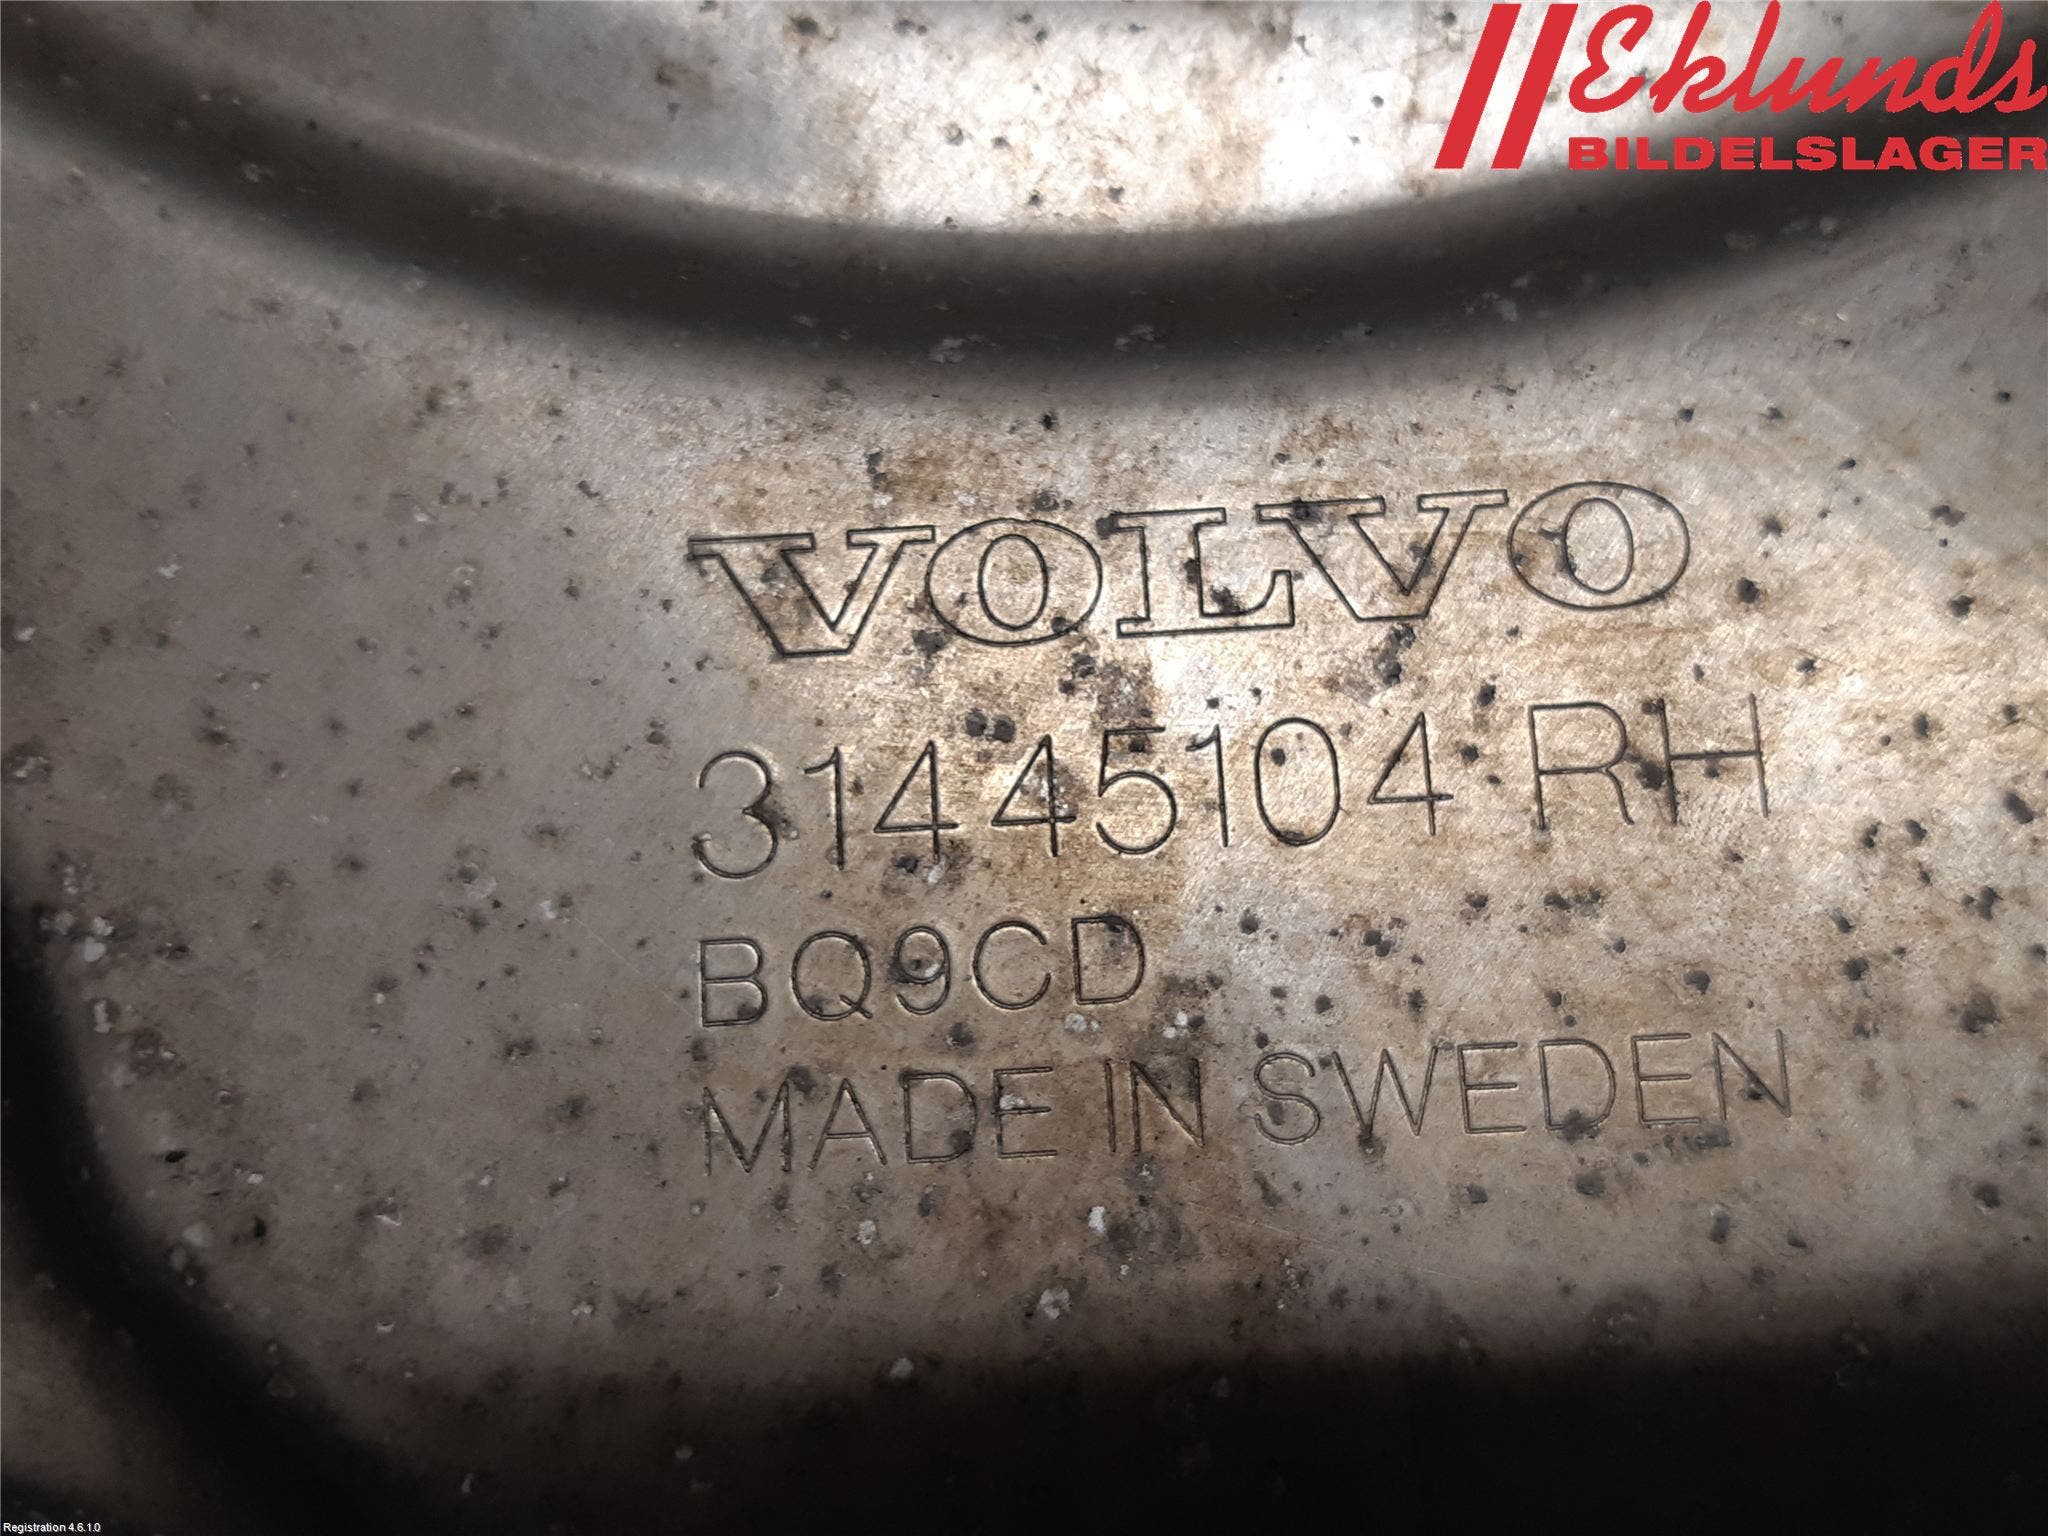 Eklunds
BILDELSLAGER
VOLVO
31445104 RH
BQ9CD
MADE IN SWEDEN
Registration 4.6.1.0